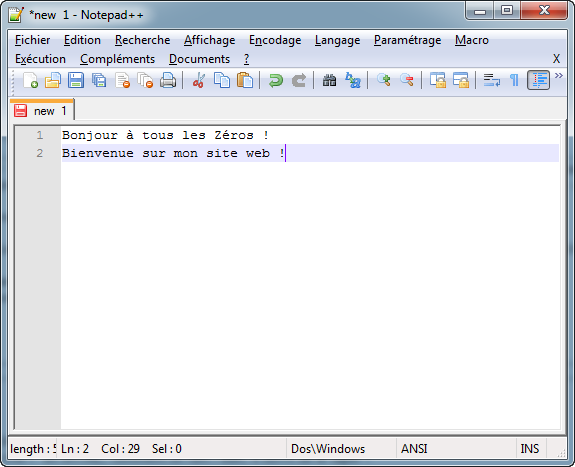 *new 1 - Notepad++
Fichier Edition Recherche Affichage Encodage Langage Paramétrage Macro
Exécution Compléments Documents ? X
new 1
1 Bonjour à tous les Zéros !
2 Bienvenue sur mon site web !
length : Ln : 2 Col : 29 Sel : 0 Dos\Windows ANSI INS